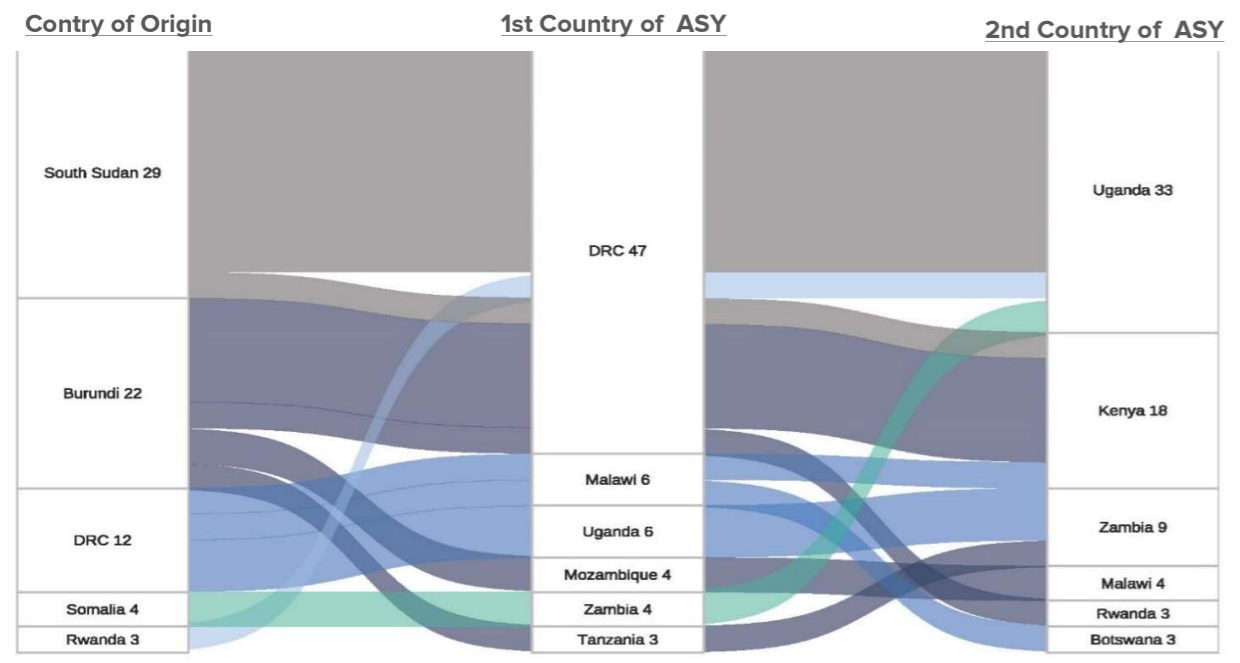 Contry of Origin
1st Country of ASY
2nd Country of ASY
South Sudan 29
Burundi 22
DRC 12
Somalia 4
Rwanda 3
DRC 47
Malawi 6
Uganda 6
Mozambique 4
Zambia 4
Tanzania 3
Uganda 33
Kenya 18
Zambia 9
Malawi 4
Rwanda 3
Botswana 3